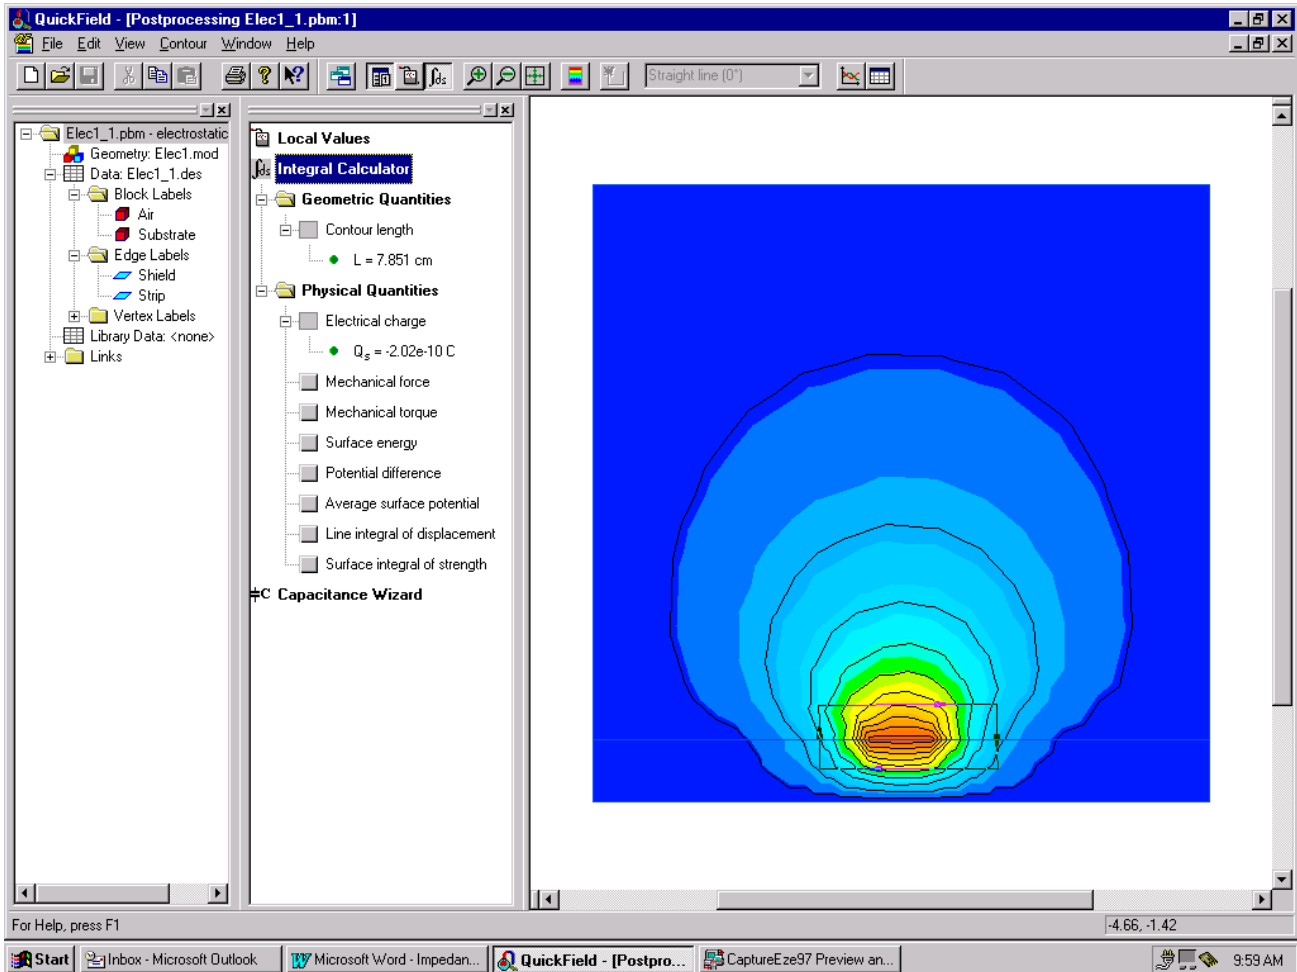 QuickField - [Postprocessing Elec1_1.pbm:1]
File Edit View Contour Window Help
Straight line (0°)
Elec1_1.pbm - electrostatic
Geometry: Elec1.mod
Data: Elec1_1.des
Block Labels
Air
Substrate
Edge Labels
Shield
Strip
Vertex Labels
Library Data: <none>
Links
Local Values
Integral Calculator
Geometric Quantities
Contour length
L = 7.851 cm
Physical Quantities
Electrical charge
Qs = -2.02e-10 C
Mechanical force
Mechanical torque
Surface energy
Potential difference
Average surface potential
Line integral of displacement
Surface integral of strength
Capacitance Wizard
For Help, press F1
-4.66, -1.42
Start
Inbox - Microsoft Outlook
Microsoft Word - Impedan...
QuickField - [Postpro...
CaptureEze97 Preview an...
9:59 AM